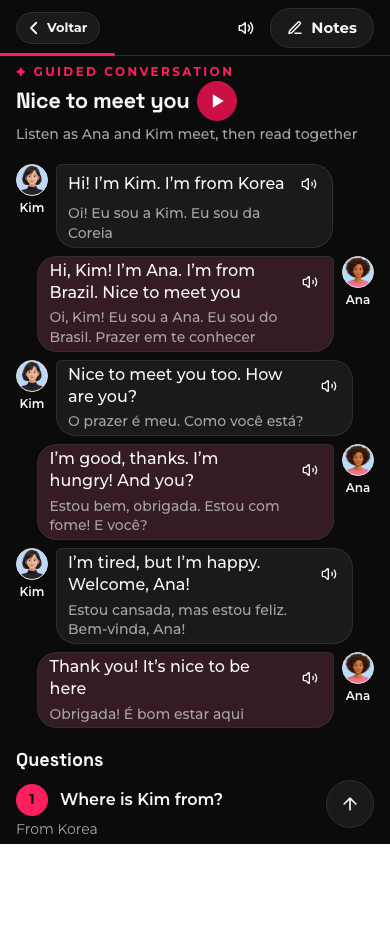 Voltar
Notes
GUIDED CONVERSATION
Nice to meet you
Listen as Ana and Kim meet, then read together
Hi! I’m Kim. I’m from Korea
Oi! Eu sou a Kim. Eu sou da
Coreia
Kim
Hi, Kim! I’m Ana. I’m from
Brazil. Nice to meet you
Oi, Kim! Eu sou a Ana. Eu sou do
Brasil. Prazer em te conhecer
Ana
Nice to meet you too. How
are you?
O prazer é meu. Como você está?
Kim
I’m good, thanks. I’m
hungry! And you?
Estou bem, obrigada. Estou com
fome! E você?
Ana
I’m tired, but I’m happy.
Welcome, Ana!
Estou cansada, mas estou feliz.
Bem-vinda, Ana!
Kim
Thank you! It’s nice to be
here
Obrigada! É bom estar aqui
Ana
Questions
1 Where is Kim from?
From Korea